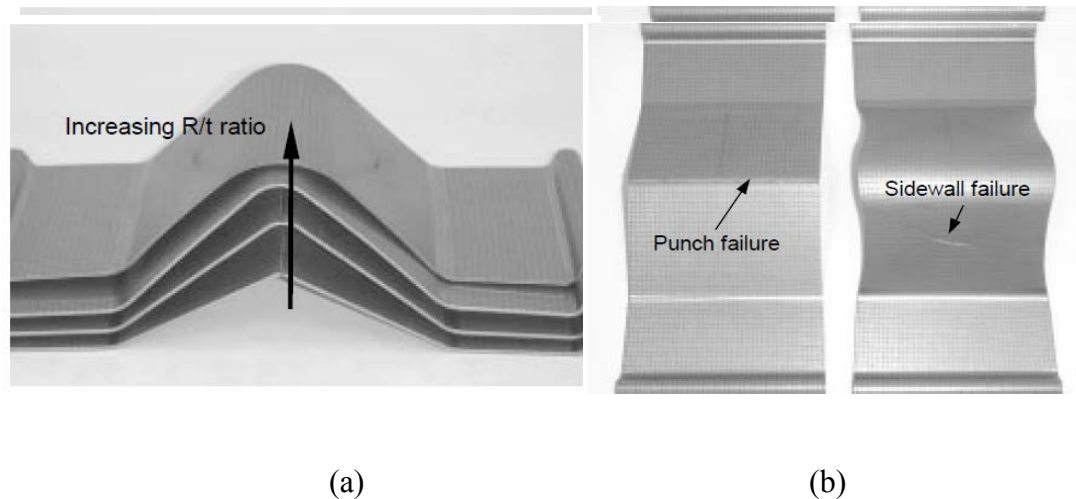 Increasing R/t ratio
Punch failure
Sidewall failure
(a)
(b)